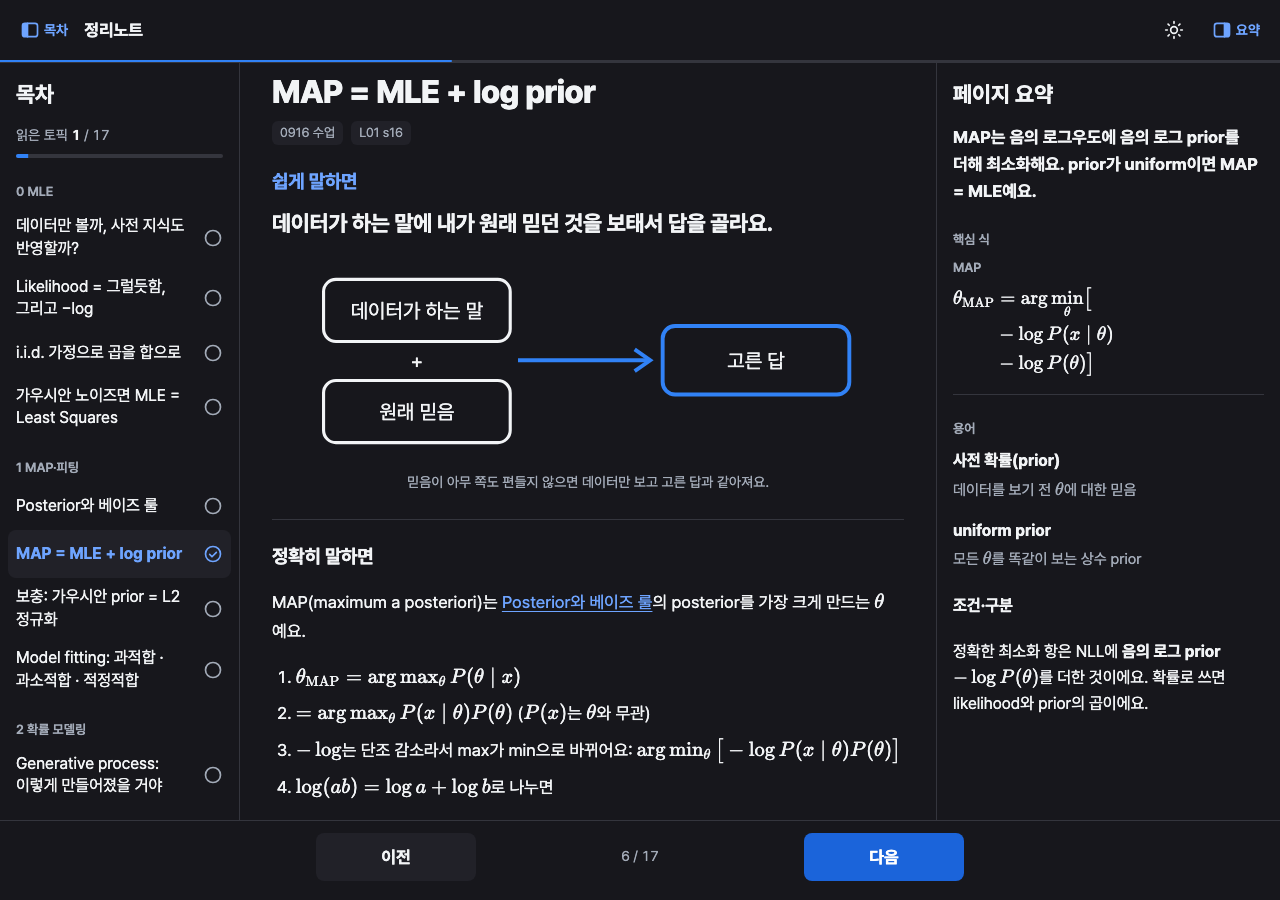 목차
정리노트
요약
목차
읽은 토픽 1 / 17
0 MLE
데이터만 볼까, 사전 지식도
반영할까?
Likelihood = 그럴듯함,
그리고 −log
i.i.d. 가정으로 곱을 합으로
가우시안 노이즈면 MLE =
Least Squares
1 MAP·피팅
Posterior와 베이즈 룰
MAP = MLE + log prior
보충: 가우시안 prior = L2
정규화
Model fitting: 과적합 ·
과소적합 · 적정적합
2 확률 모델링
Generative process:
이렇게 만들어졌을 거야
MAP = MLE + log prior
0916 수업
L01 s16
쉽게 말하면
데이터가 하는 말에 내가 원래 믿던 것을 보태서 답을 골라요.
데이터가 하는 말
+
원래 믿음
고른 답
믿음이 아무 쪽도 편들지 않으면 데이터만 보고 고른 답과 같아져요.
정확히 말하면
MAP(maximum a posteriori)는 Posterior와 베이즈 룰의 posterior를 가장 크게 만드는 θ
예요.
1. θ_MAP = arg max_θ P(θ | x)
2. = arg max_θ P(x | θ)P(θ) (P(x)는 θ와 무관)
3. − log는 단조 감소라서 max가 min으로 바뀌어요: arg min_θ [ − log P(x | θ)P(θ)]
4. log(ab) = log a + log b로 나누면
페이지 요약
MAP는 음의 로그우도에 음의 로그 prior를
더해 최소화해요. prior가 uniform이면 MAP
= MLE예요.
핵심 식
MAP
θ_MAP = arg min_θ [
− log P(x | θ)
− log P(θ)]
용어
사전 확률(prior)
데이터를 보기 전 θ에 대한 믿음
uniform prior
모든 θ를 똑같이 보는 상수 prior
조건·구분
정확한 최소화 항은 NLL에 음의 로그 prior
− log P(θ)를 더한 것이에요. 확률로 쓰면
likelihood와 prior의 곱이에요.
이전
6 / 17
다음